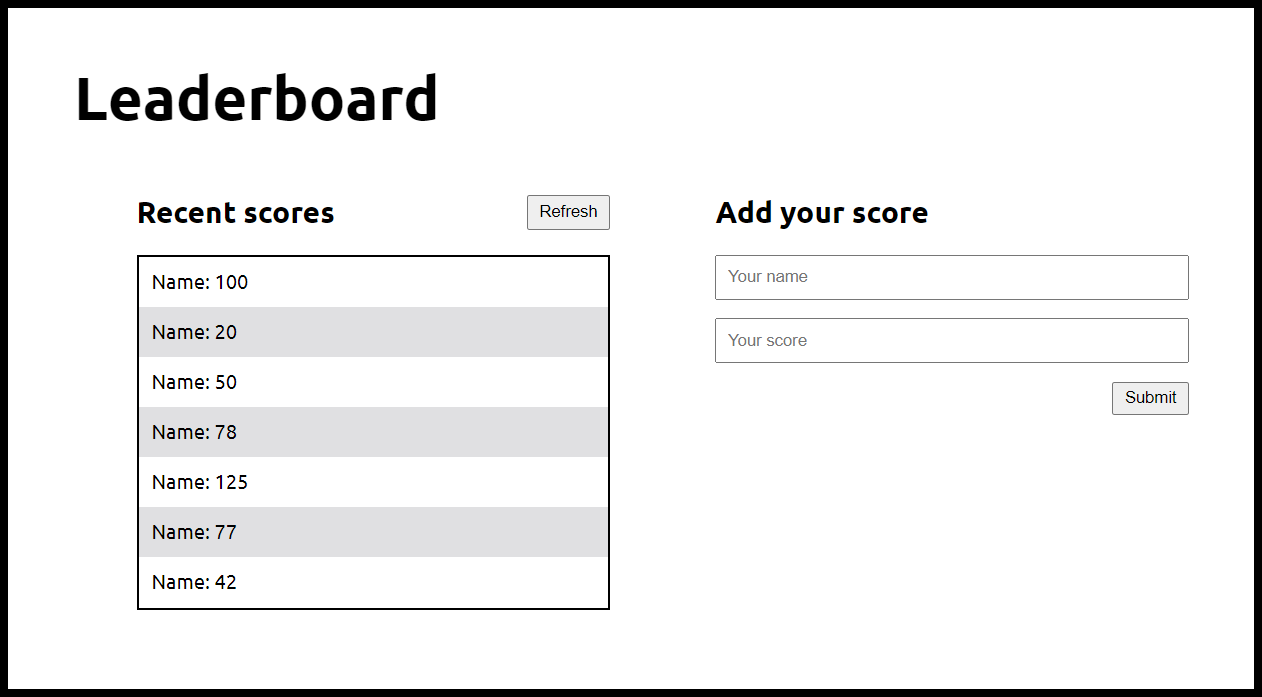 Leaderboard
Recent scores
Refresh
Name: 100
Name: 20
Name: 50
Name: 78
Name: 125
Name: 77
Name: 42
Add your score
Your name
Your score
Submit